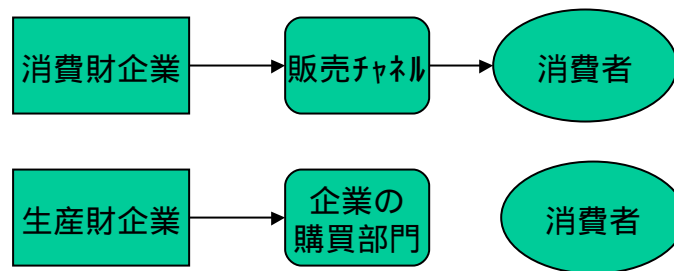 消費財企業
販売ﾁｬﾈﾙ
消費者
生産財企業
企業の
購買部門
消費者